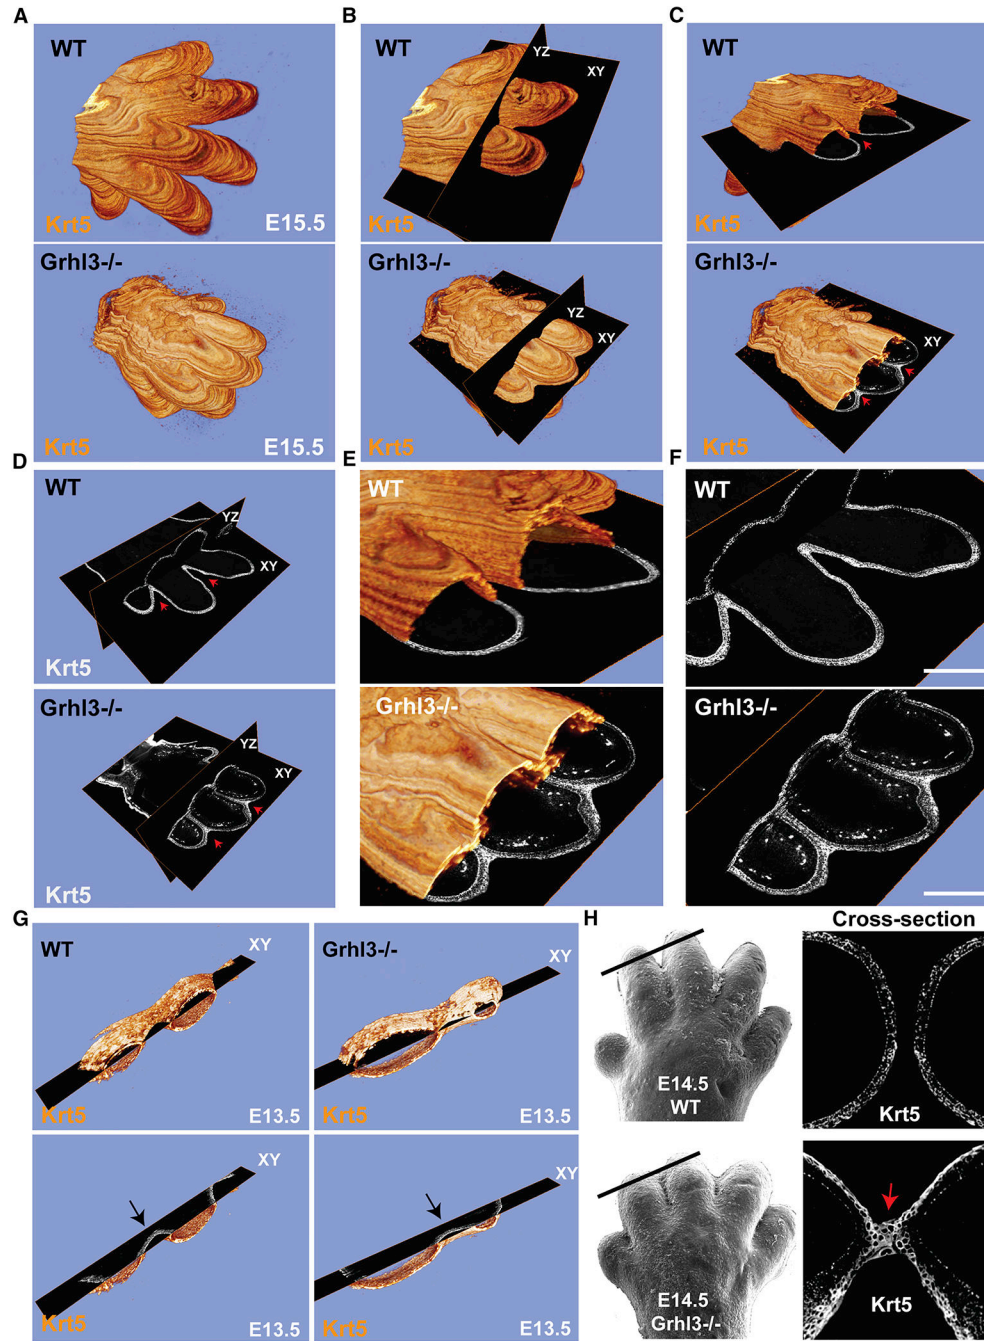 A
WT
Krt5
E15.5
Grhl3-/-
E15.5
B
WT
YZ
XY
Krt5
Grhl3-/-
YZ
XY
Krt5
C
WT
XY
Krt5
Grhl3-/-
XY
Krt5
D
WT
YZ
XY
Krt5
Grhl3-/-
YZ
XY
Krt5
E
WT
Grhl3-/-
F
WT
Grhl3-/-
G
WT
XY
Krt5
E13.5
Grhl3-/-
XY
Krt5
E13.5
XY
Krt5
E13.5
XY
Krt5
E13.5
H
Cross-section
E14.5
WT
Krt5
E14.5
Grhl3-/-
Krt5